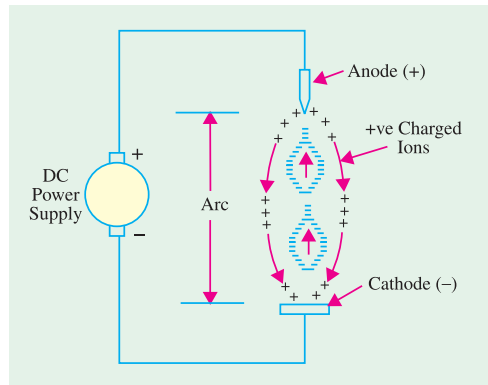 Anode (+)
+ve Charged
Ions
+
DC
Power
Supply
Arc
–
Cathode (–)
+ + + + + +
+ + +
+ + +
+ + + +